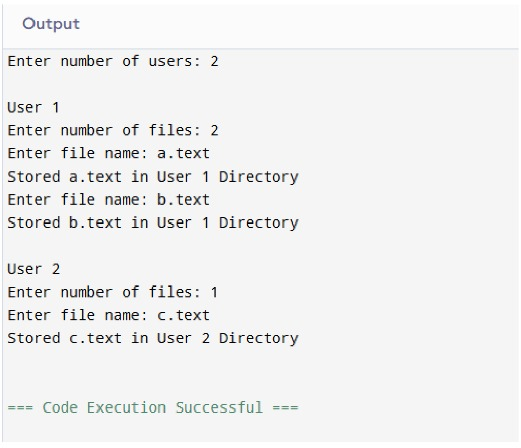 Output
Enter number of users: 2
User 1
Enter number of files: 2
Enter file name: a.text
Stored a.text in User 1 Directory
Enter file name: b.text
Stored b.text in User 1 Directory
User 2
Enter number of files: 1
Enter file name: c.text
Stored c.text in User 2 Directory
=== Code Execution Successful ===